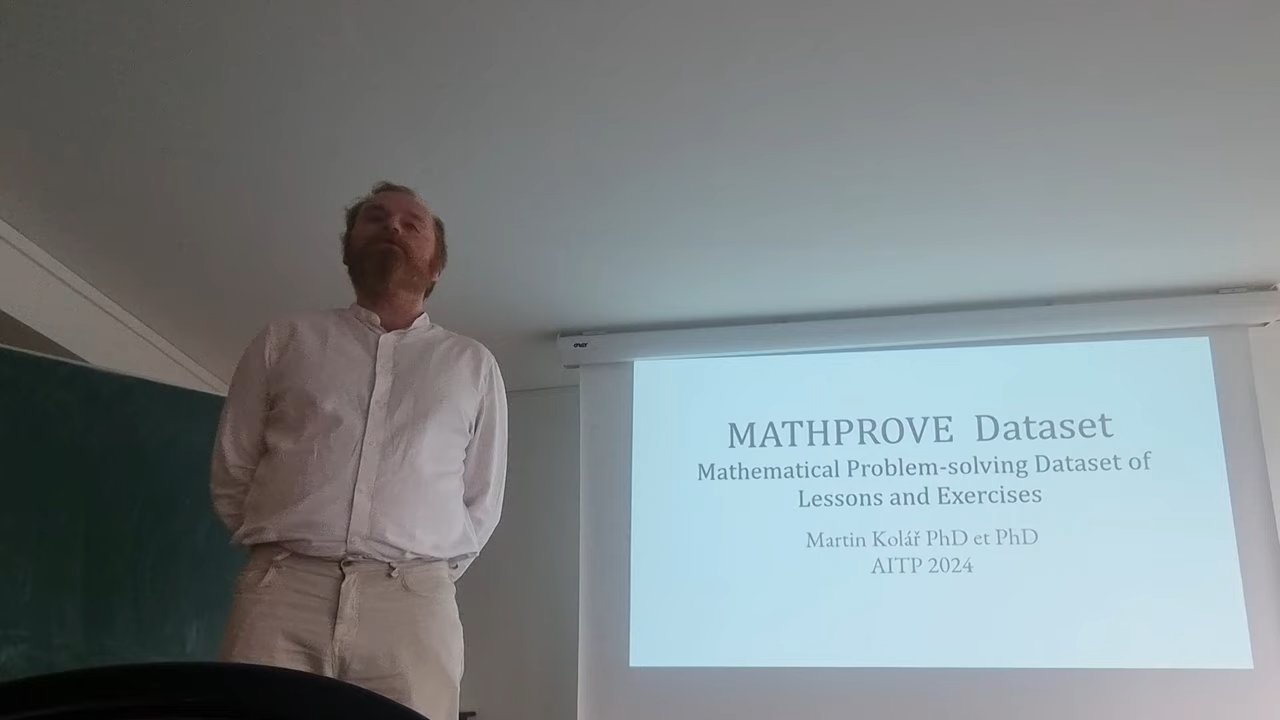 MATHPROVE Dataset
Mathematical Problem-solving Dataset of
Lessons and Exercises
Martin Kolář PhD et PhD
AITP 2024